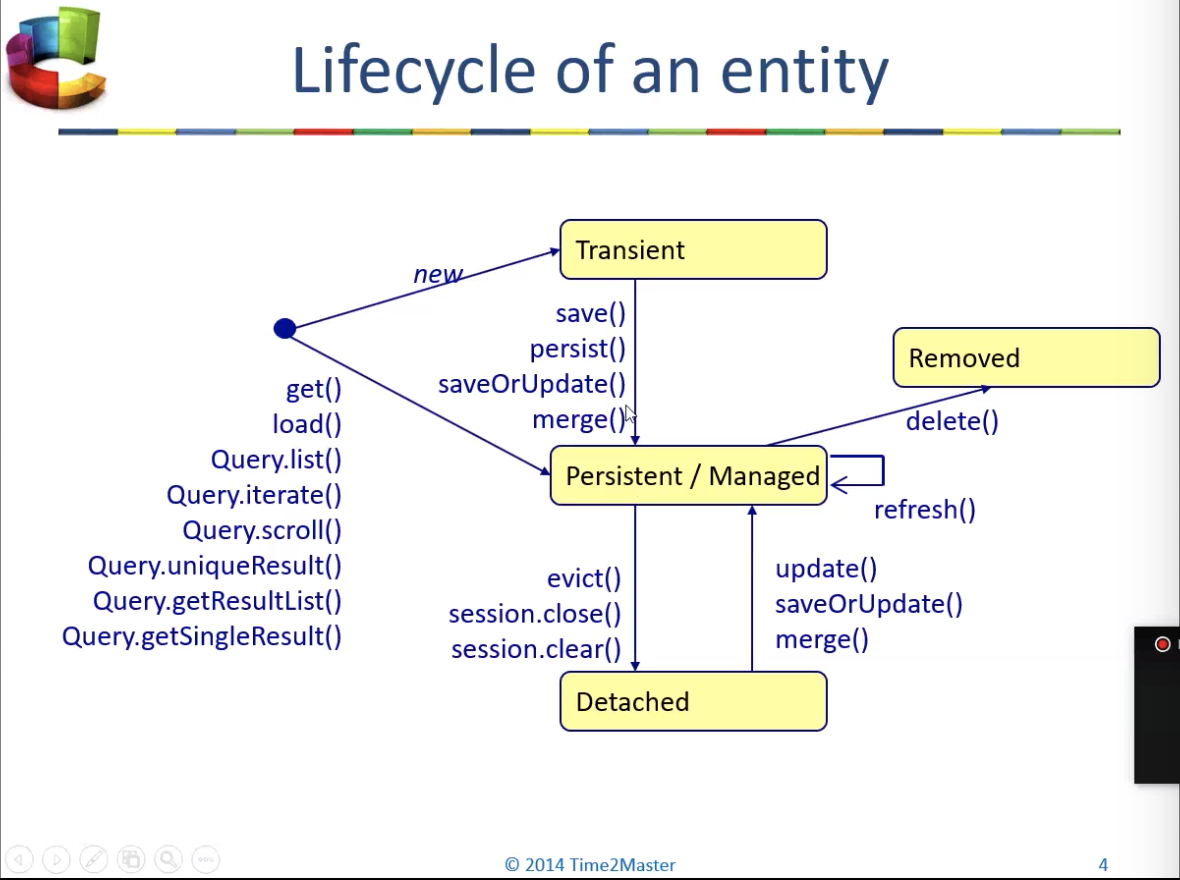 Lifecycle of an entity
Transient
new
save()
persist()
saveOrUpdate()
merge()
Removed
delete()
get()
load()
Query.list()
Query.iterate()
Query.scroll()
Query.uniqueResult()
Query.getResultList()
Query.getSingleResult()
Persistent / Managed
refresh()
evict()
session.close()
session.clear()
update()
saveOrUpdate()
merge()
Detached
© 2014 Time2Master
4